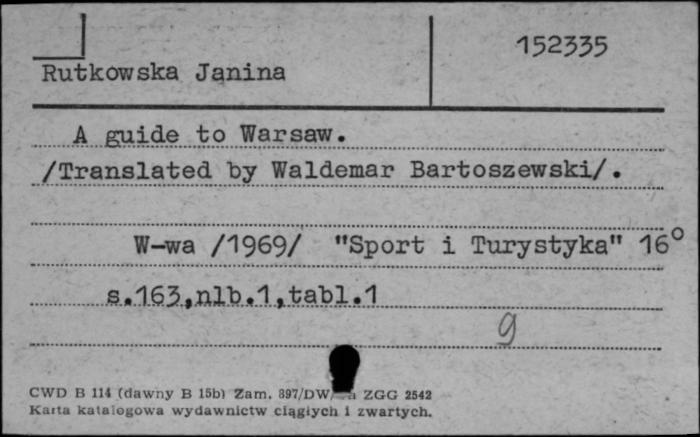 152335
Rutkowska Janina
A guide to Warsaw.
/Translated by Waldemar Bartoszewski/.
W-wa /1969/ "Sport i Turystyka" 16°
s.163,nlb.1,tabl.1
g
CWD B 114 (dawny B 15b) Zam. 897/DW/ ZGG 2542
Karta katalogowa wydawnictw ciągłych i zwartych.